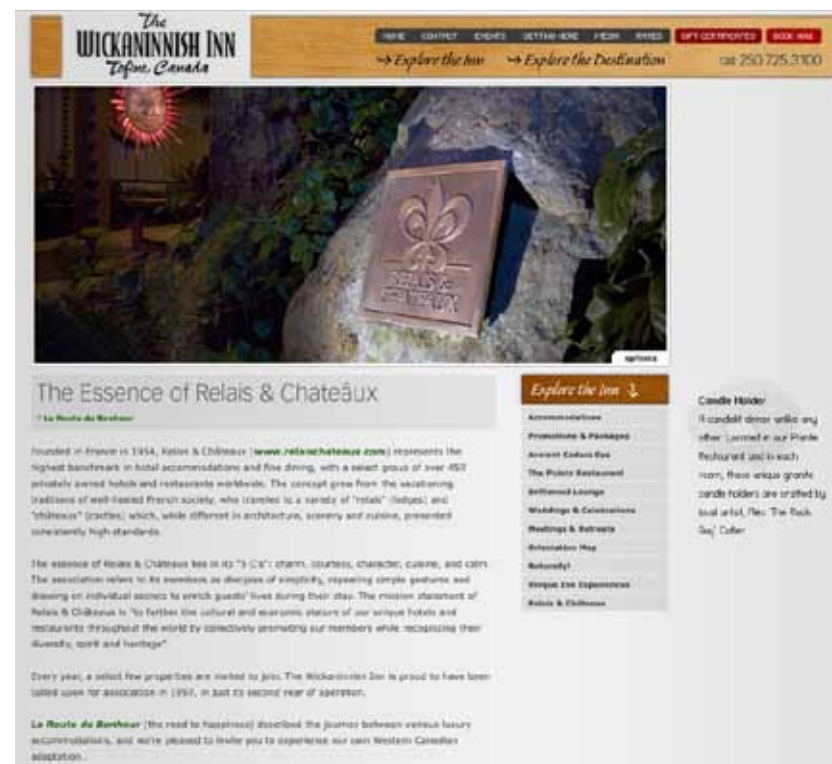 The
WICKANINNISH INN
Tofino, Canada
HOME CONTACT EVENTS GETTING HERE MEDIA RATES GIFT CERTIFICATES BOOK NOW
Explore the Inn Explore the Destination 250.725.3100
RELAIS &
CHATEAUX
options
The Essence of Relais & Chateâux
La Route du Bonheur
Founded in France in 1954, Relais & Châteaux (www.relaischateaux.com) represents the
highest benchmark in hotel accommodations and fine dining, with a select group of over
privately owned hotels and restaurants worldwide. The concept grew from the vacationing
traditions of well-heeled French society, who traveled to a variety of "relais" (lodges) and
"châteaux" (castles) which, while different in architecture, scenery and cuisine, presented
consistently high standards.
The essence of Relais & Châteaux lies in its "5 C's": charm, courtesy, character, cuisine, and calm.
The association refers to its members as disciples of simplicity, repeating simple gestures and
drawing on individual secrets to enrich guests' lives during their stay. The mission statement of
Relais & Châteaux is "to further the cultural and economic stature of our unique hotels and
restaurants throughout the world by collectively promoting our members while recognizing their
diversity, spirit and heritage"
Every year, a select few properties are invited to join. The Wickaninnish Inn is proud to have been
called upon for association in 1997, in just its second year of operation.
La Route du Bonheur (the road to happiness) described the journey between various luxury
accommodations, and we're pleased to invite you to experience our own Western Canadian
adaptation
Explore the Inn
Accommodations
Promotions & Packages
Ancient Cedars Spa
The Pointe Restaurant
Driftwood Lounge
Weddings & Celebrations
Meetings & Retreats
Orientation Map
Naturally!
Unique Inn Experiences
Relais & Châteaux
Candle Holder
A candlelit dinner unlike any
other. Located in our Pointe
Restaurant and in each
room, these unique granite
candle holders are crafted by
local artist, 'The Rock
Guy'